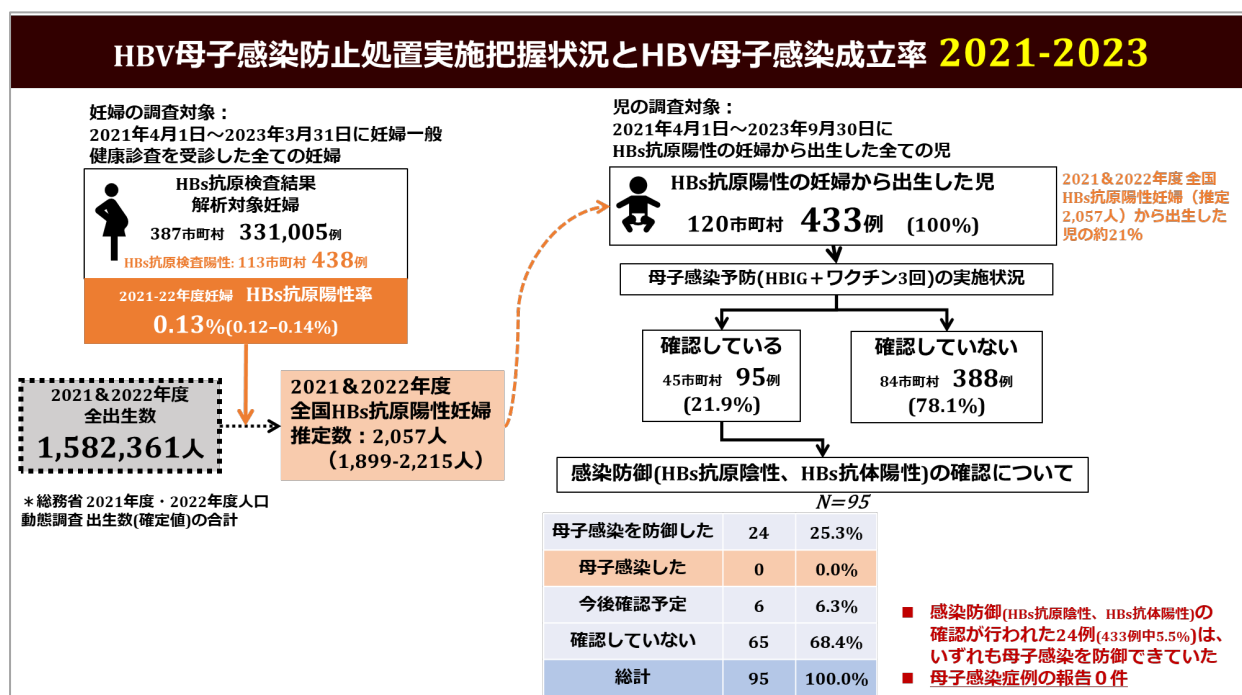 HBV母子感染防止処置実施把握状況とHBV母子感染成立率 2021-2023
妊婦の調査対象：
2021年4月1日～2023年3月31日に妊婦一般
健康診査を受診した全ての妊婦
HBs抗原検査結果
解析対象妊婦
387市町村 331,005例
HBs抗原検査陽性: 113市町村 438例
2021-22年度妊婦 HBs抗原陽性率
0.13%(0.12–0.14%)
2021＆2022年度
全出生数
1,582,361人
2021＆2022年度
全国HBs抗原陽性妊婦
推定数：2,057人
（1,899-2,215人）
＊総務省 2021年度・2022年度人口
動態調査 出生数(確定値)の合計
児の調査対象：
2021年4月1日～2023年9月30日に
HBs抗原陽性の妊婦から出生した全ての児
HBs抗原陽性の妊婦から出生した児
120市町村 433例 (100%)
2021＆2022年度 全国
HBs抗原陽性妊婦（推定
2,057人）から出生した
児の約21%
母子感染予防(HBIG＋ワクチン3回)の実施状況
確認している
45市町村 95例
(21.9%)
確認していない
84市町村 388例
(78.1%)
感染防御(HBs抗原陰性、HBs抗体陽性)の確認について
N=95
母子感染を防御した 24 25.3%
母子感染した 0 0.0%
今後確認予定 6 6.3%
確認していない 65 68.4%
総計 95 100.0%
■ 感染防御(HBs抗原陰性、HBs抗体陽性)の
確認が行われた24例(433例中5.5%)は、
いずれも母子感染を防御できていた
■ 母子感染症例の報告０件